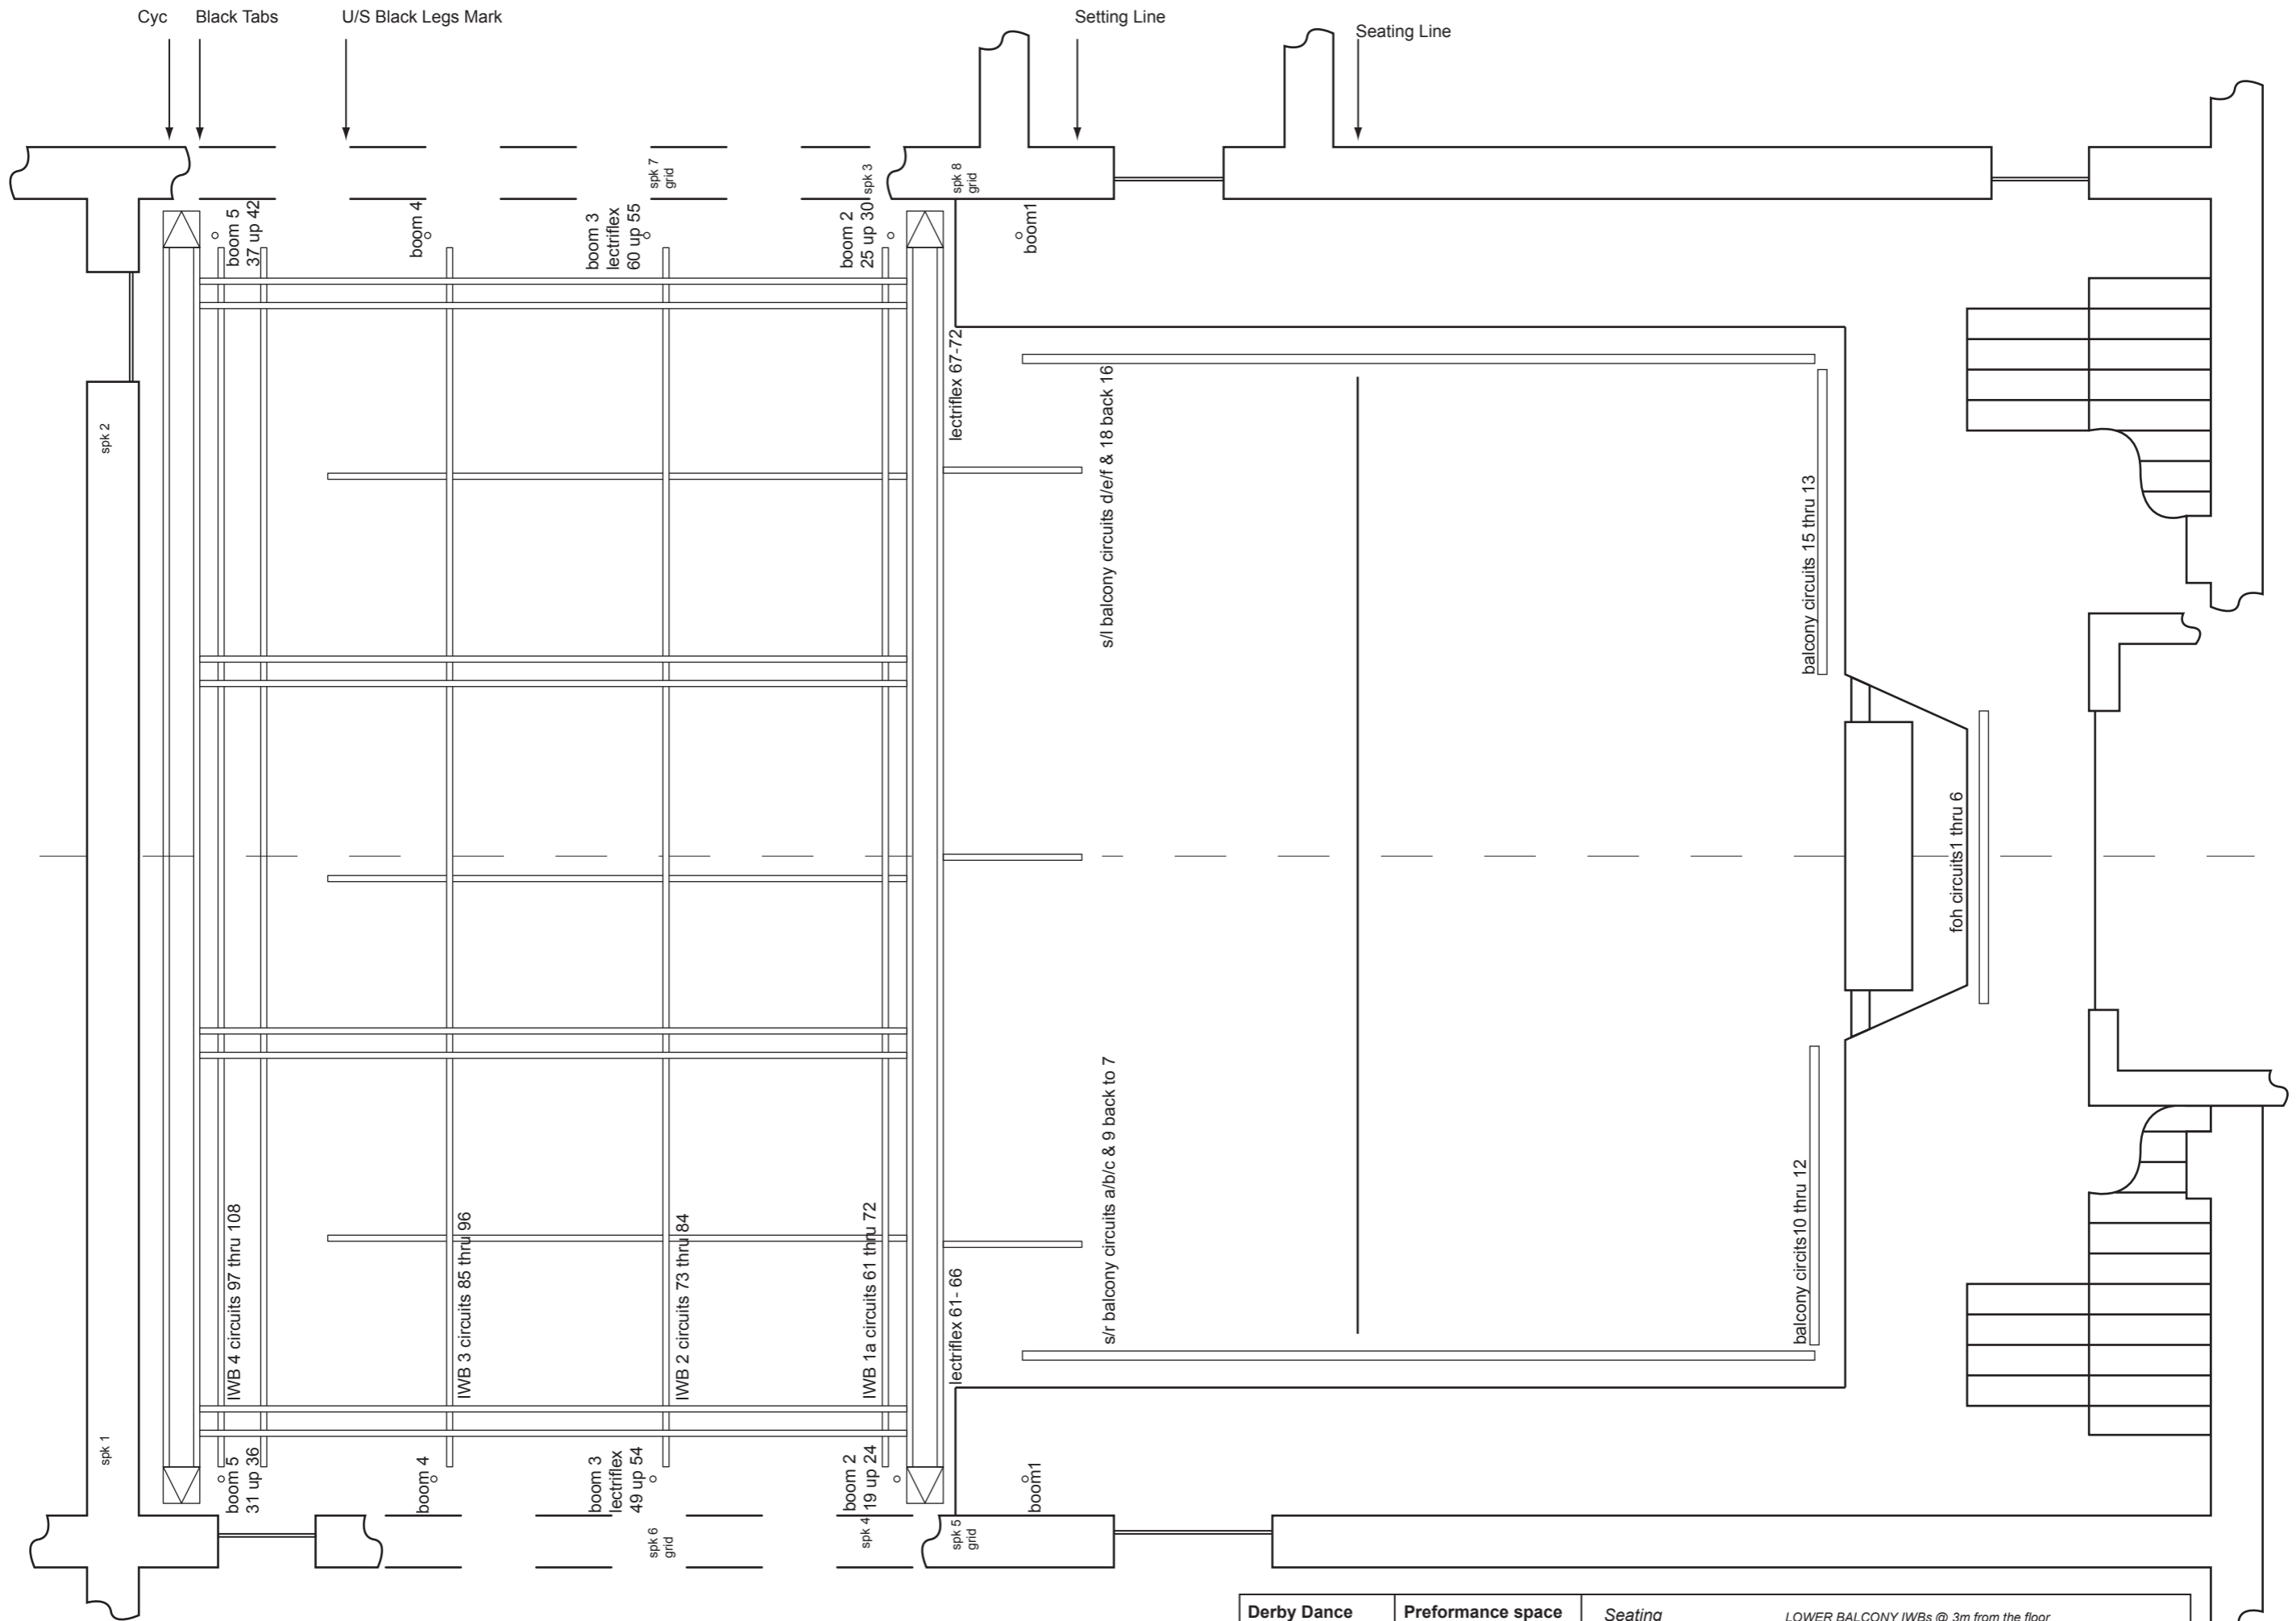 Cyc
Black Tabs
U/S Black Legs Mark
Setting Line
Seating Line
spk 7
grid
spk 3
spk 8
grid
boom 5
37 up 42
boom 4
boom 3
lectriflex
60 up 55
boom 2
25 up 30
boom1
spk 2
lectriflex 67-72
s/l balcony circuits d/e/f & 18 back 16
balcony circuits 15 thru 13
foh circuits1 thru 6
spk 1
IWB 4 circuits 97 thru 108
IWB 3 circuits 85 thru 96
IWB 2 circuits 73 thru 84
IWB 1a circuits 61 thru 72
lectriflex 61- 66
s/r balcony circuits a/b/c & 9 back to 7
balcony circits10 thru 12
boom 5
31 up 36
boom 4
boom 3
lectriflex
49 up 54
boom 2
19 up 24
boom1
spk 6
grid
spk 4
spk 5
grid
Derby Dance
Preformance space
Seating
LOWER BALCONY IWBs @ 3m from the floor